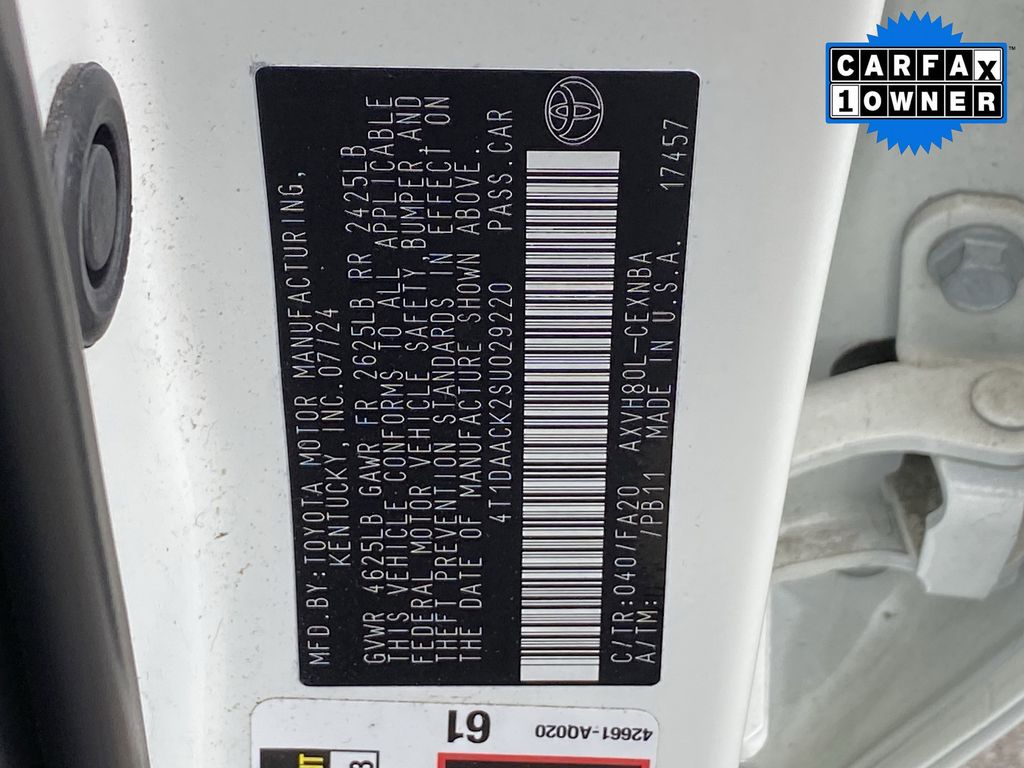 CARFAX
1 OWNER
MFD.BY:TOYOTA MOTOR MANUFACTURING,
KENTUCKY, INC. 07/24
GVWR 4625LB GAWR FR 2625LB RR 2425LB
THIS VEHICLE CONFORMS TO ALL APPLICABLE
FEDERAL MOTOR VEHICLE SAFETY, BUMPER AND
THEFT PREVENTION STANDARDS IN EFFECT ON
THE DATE OF MANUFACTURE SHOWN ABOVE.
4T1DAACK2SU029220 PASS.CAR
C/TR:040/FA20 AXVH80L-CEXNBA
A/TM: /PB11 MADE IN U.S.A. 17457
61
42661-AQ020